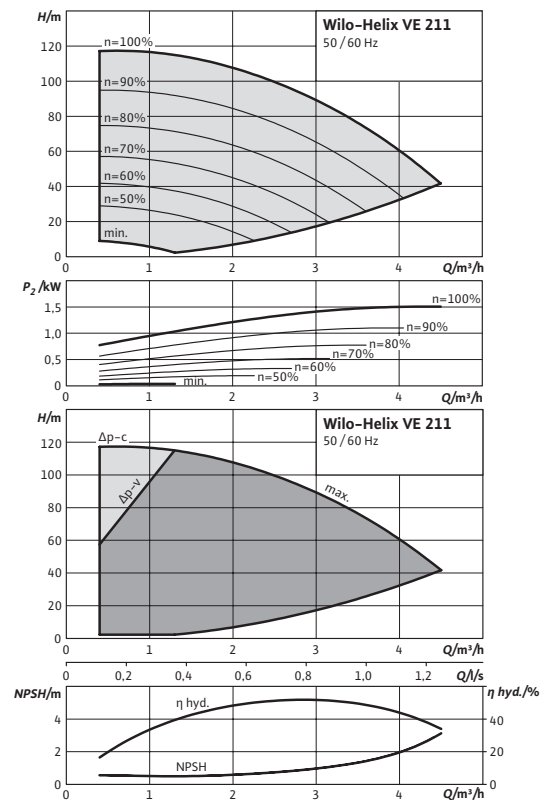 H/m
Wilo-Helix VE 211
50 / 60 Hz
120
n=100%
100
n=90%
80
n=80%
60
n=70%
40
n=60%
n=50%
20
min.
0
0 1 2 3 4 Q/m³/h
P2 /kW
n=100%
1,5
n=90%
1,0
n=80%
n=70%
0,5
n=60%
n=50%
min.
0
0 1 2 3 4 Q/m³/h
H/m
Wilo-Helix VE 211
50 / 60 Hz
Δp-c
120
100
Δp-v
max.
80
60
40
20
0
0 1 2 3 4 Q/m³/h
0 0,2 0,4 0,6 0,8 1,0 1,2 Q/l/s
NPSH/m
η hyd./%
η hyd.
4 40
2 20
NPSH
0 0
0 1 2 3 4 Q/m³/h